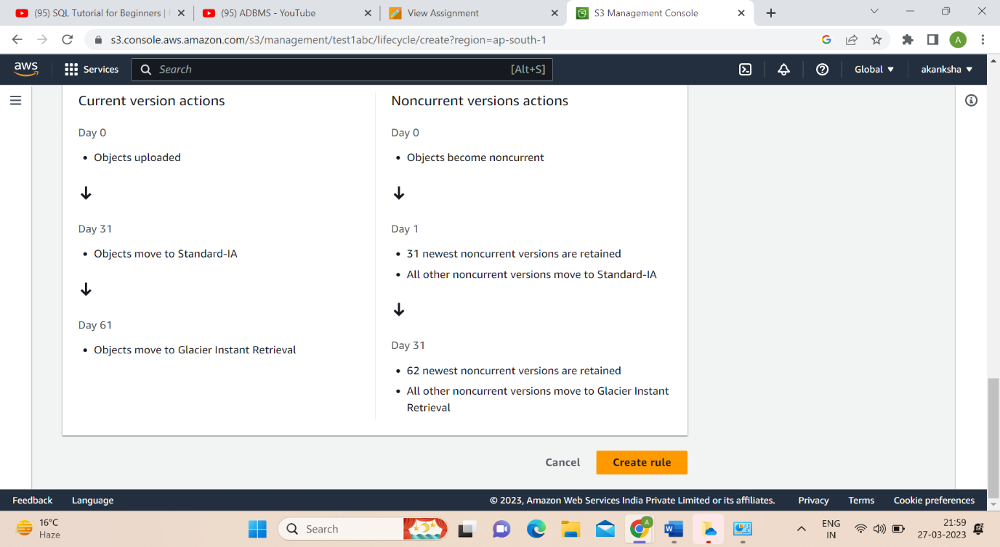 (95) SQL Tutorial for Beginners |
(95) ADBMS - YouTube
View Assignment
S3 Management Console
s3.console.aws.amazon.com/s3/management/test1abc/lifecycle/create?region=ap-south-1
A
aws
Services
Search
[Alt+S]
Global
akanksha
Current version actions
Day 0
• Objects uploaded
Day 31
• Objects move to Standard-IA
Day 61
• Objects move to Glacier Instant Retrieval
Noncurrent versions actions
Day 0
• Objects become noncurrent
Day 1
• 31 newest noncurrent versions are retained
• All other noncurrent versions move to Standard-IA
Day 31
• 62 newest noncurrent versions are retained
• All other noncurrent versions move to Glacier Instant
Retrieval
Cancel
Create rule
Feedback
Language
© 2023, Amazon Web Services India Private Limited or its affiliates.
Privacy
Terms
Cookie preferences
16°C
Haze
Search
A
W
ENG
IN
21:59
27-03-2023